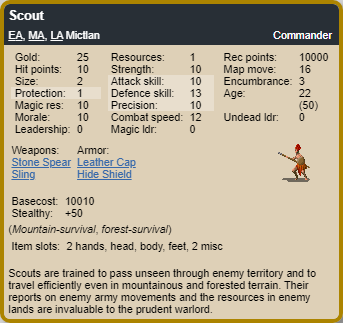 Scout
EA, MA, LA Mictlan Commander
Gold: 25 Resources: 1 Rec points: 10000
Hit points: 10 Strength: 10 Map move: 16
Size: 2 Attack skill: 10 Encumbrance: 3
Protection: 1 Defence skill: 13 Age: 22
Magic res: 10 Precision: 10 (50)
Morale: 10 Combat speed: 12 Undead ldr: 0
Leadership: 0 Magic ldr: 0
Weapons: Armor:
Stone Spear Leather Cap
Sling Hide Shield
Basecost: 10010
Stealthy: +50
(Mountain-survival, forest-survival)
Item slots: 2 hands, head, body, feet, 2 misc
Scouts are trained to pass unseen through enemy territory and to
travel efficiently even in mountainous and forested terrain. Their
reports on enemy army movements and the resources in enemy
lands are invaluable to the prudent warlord.